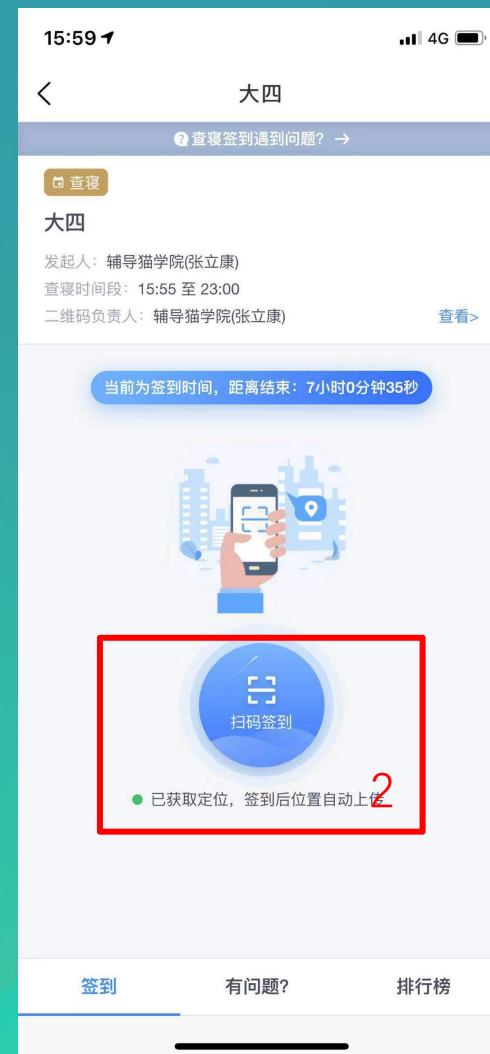 15:59 4G
大四
查寝签到遇到问题? →
查寝
大四
发起人：辅导猫学院(张立康)
查寝时间段：15:55 至 23:00
二维码负责人：辅导猫学院(张立康)
查看>
当前为签到时间，距离结束：7小时0分钟35秒
扫码签到
已获取定位，签到后位置自动上传
2
签到 有问题? 排行榜